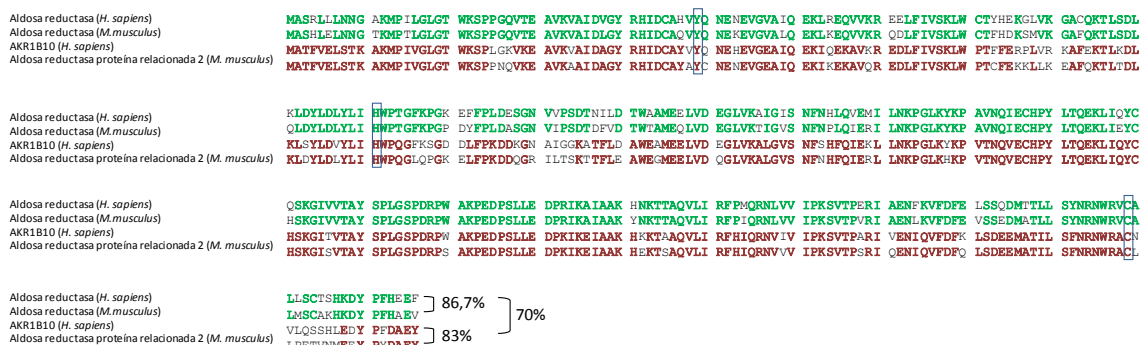 Aldosa reductasa (H. sapiens) MASRLLLNNG AKMPILGLGT WKSPPGQVTE AVKVAIDVGY RHIDCAHVYQ NENEVGVAIQ EKLREQVVKR EELFIVSKLW CTYHEKGLVK GACQKTLSDL
Aldosa reductasa (M.musculus) MASHLELNNG TKMPTLGLGT WKSPPGQVTE AVKVAIDLGY RHIDCAQVYQ NEKEVGVALQ EKLKEQVVKR QDLFIVSKLW CTFHDKSMVK GAFQKTLSDL
AKR1B10 (H. sapiens) MATFVELSTK AKMPIVGLGT WKSPLGKVKE AVKVAIDAGY RHIDCAYVYQ NEHEVGEAIQ EKIQEKAVKR EDLFIVSKLW PTFFERPLVR KAFEKTLKDL
Aldosa reductasa proteína relacionada 2 (M. musculus) MATFVELSTK AKMPIVGLGT WKSPPNQVKE AVKAAIDAGY RHIDCAYAYC NENEVGEAIQ EKIKEKAVQR EDLFIVSKLW PTCFEKKLLK EAFQKTLTDL
Aldosa reductasa (H. sapiens) KLDYLDLYLI HWPTGFKPGK EFFPLDESGN VVPSDTNILD TWAAMEELVD EGLVKAIGIS NFNHLQVEMI LNKPGLKYKP AVNQIECHPY LTQEKLIQYC
Aldosa reductasa (M.musculus) QLDYLDLYLI HWPTGFKPGP DYFPLDASGN VIPSDTDFVD TWTAMEQLVD EGLVKTIGVS NFNPLQIERI LNKPGLKYKP AVNQIECHPY LTQEKLIEYC
AKR1B10 (H. sapiens) KLSYLDVYLI HWPQGFKSGD DLFPKDDKGN AIGGKATFLD AWEAMEELVD EGLVKALGVS NFSHFQIEKL LNKPGLKYKP VTNQVECHPY LTQEKLIQYC
Aldosa reductasa proteína relacionada 2 (M. musculus) KLDYLDLYLI HWPQGLQPGK ELFPKDDQGR ILTSKTTFLE AWEAMEELVD QGLVKALGVS NFNHFQIERL LNKPGLKHKP VTNQVECHPY LTQEKLIQYC
Aldosa reductasa (H. sapiens) QSKGIVVTAY SPLGSPDRPW AKPEDPSLLE DPRIKAIAAK HNKTTAQVLI RFPMQRNLVV IPKSVTPERI AENFKVFDFE LSSQDMTTLL SYNRNWRVCA
Aldosa reductasa (M.musculus) HSKGIVVTAY SPLGSPDRPW AKPEDPSLLE DPRIKAIAAK YNKTTAQVLI RFPIQRNLVV IPKSVTPVRI AENLKVFDFE VSSEDMATLL SYNRNWRVCA
AKR1B10 (H. sapiens) HSKGITVTAY SPLGSPDRPW AKPEDPSLLE DPKIKEIAAK HKKTAAQVLI RFHIQRNVIV IPKSVTPARI VENIQVFDFK LSDEEMATIL SFNRNWRACN
Aldosa reductasa proteína relacionada 2 (M. musculus) HSKGISVTAY SPLGSPDRPS AKPEDPSLLE DPKIKEIAAK HEKTSAQVLI RFHIQRNVVV IPKSVTPSRI QENIQVFDFQ LSDEEMATIL SFNRNWRACL
Aldosa reductasa (H. sapiens) LLSCTSHKDY PFHEEF
Aldosa reductasa (M.musculus) LMSCAKHKDY PFHAEV
AKR1B10 (H. sapiens) VLQSSHLEDY PFDAEY
Aldosa reductasa proteína relacionada 2 (M. musculus)
86,7%
70%
83%